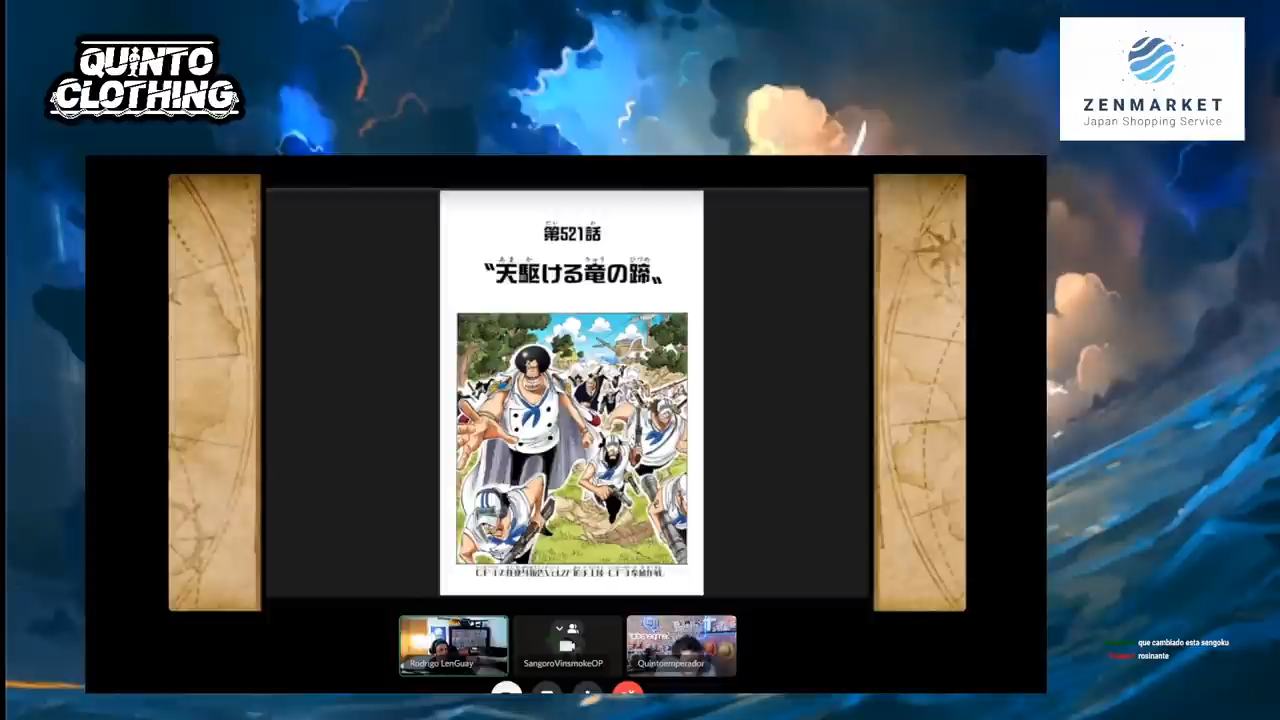 QUINTO
CLOTHING
ZENMARKET
Japan Shopping Service
第521話
〝天駆ける竜の蹄〟
Rodrigo LenGuay
SangoroVinsmokeOP
Quintoemperador
que cambiado esta sengoku
rosinante